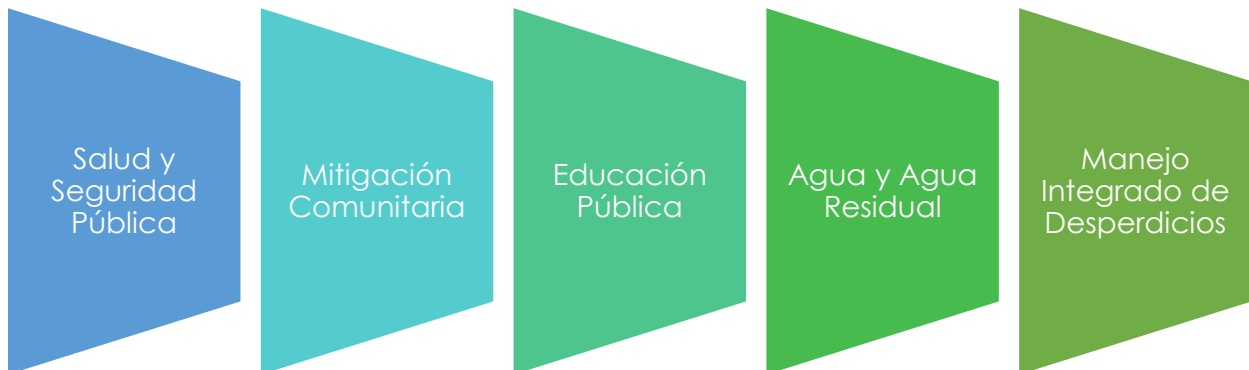 Salud y
Seguridad
Pública
Mitigación
Comunitaria
Educación
Pública
Agua y Agua
Residual
Manejo
Integrado de
Desperdicios